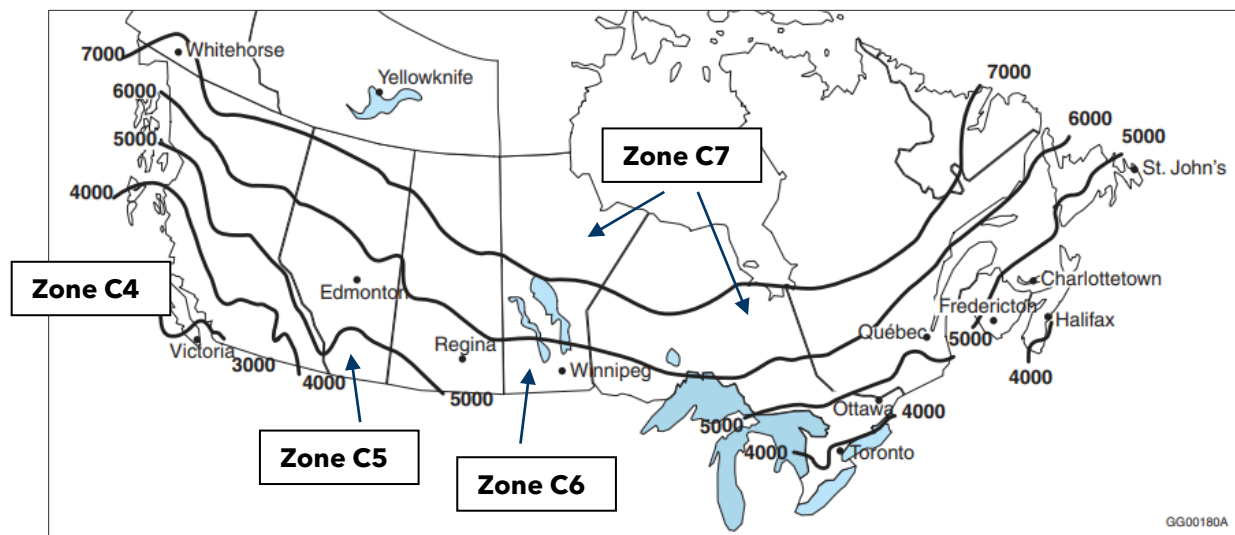 7000
Whitehorse
Yellowknife
7000
6000
6000
5000
5000
Zone C7
St. John's
4000
Zone C4
Edmonton
Charlottetown
Fredericton
Halifax
Québec
5000
Victoria
Regina
Winnipeg
3000
4000
4000
5000
Ottawa
4000
5000
Zone C5
4000
Toronto
Zone C6
GG00180A